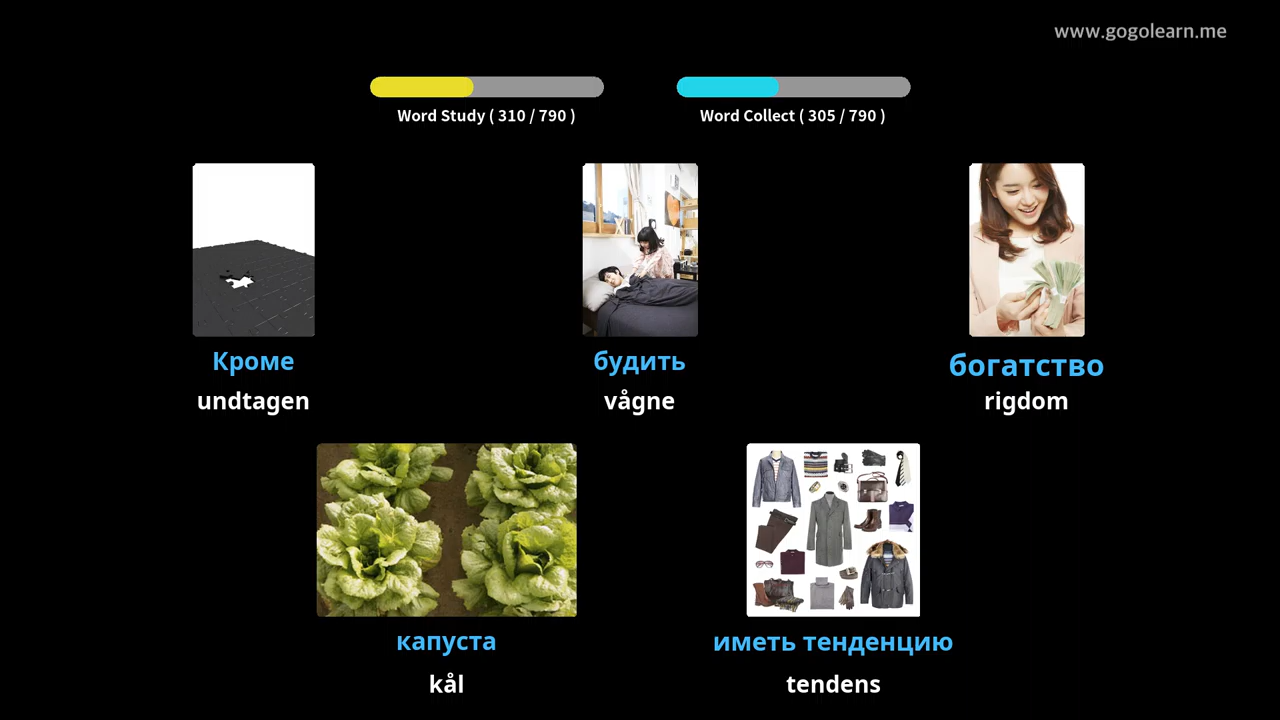 www.gogolearn.me
Word Study ( 310 / 790 )
Word Collect ( 305 / 790 )
Кроме
undtagen
будить
vågne
богатство
rigdom
капуста
kål
иметь тенденцию
tendens